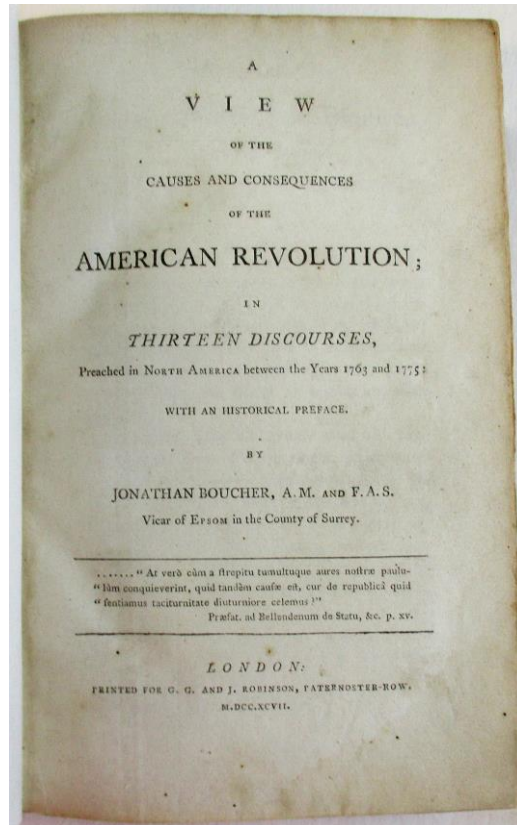 A
VIEW
OF THE
CAUSES AND CONSEQUENCES
OF THE
AMERICAN REVOLUTION;
IN
THIRTEEN DISCOURSES,
Preached in NORTH AMERICA between the Years 1763 and 1775:
WITH AN HISTORICAL PREFACE.
BY
JONATHAN BOUCHER, A.M. AND F.A.S.
Vicar of EPSOM in the County of Surrey.
....... “At verò cùm a ſtrepitu tumultuque aures noſtræ paulu-
“ lùm conquieverint, quid tandèm cauſæ eſt, cur de republicâ quid
“ ſentiamus taciturnitate diuturniore celemus?”
Præfat. ad Bellendenum de Statu, &c. p. xv.
LONDON:
PRINTED FOR G. G. AND J. ROBINSON, PATERNOSTER-ROW.
M.DCC.XCVII.